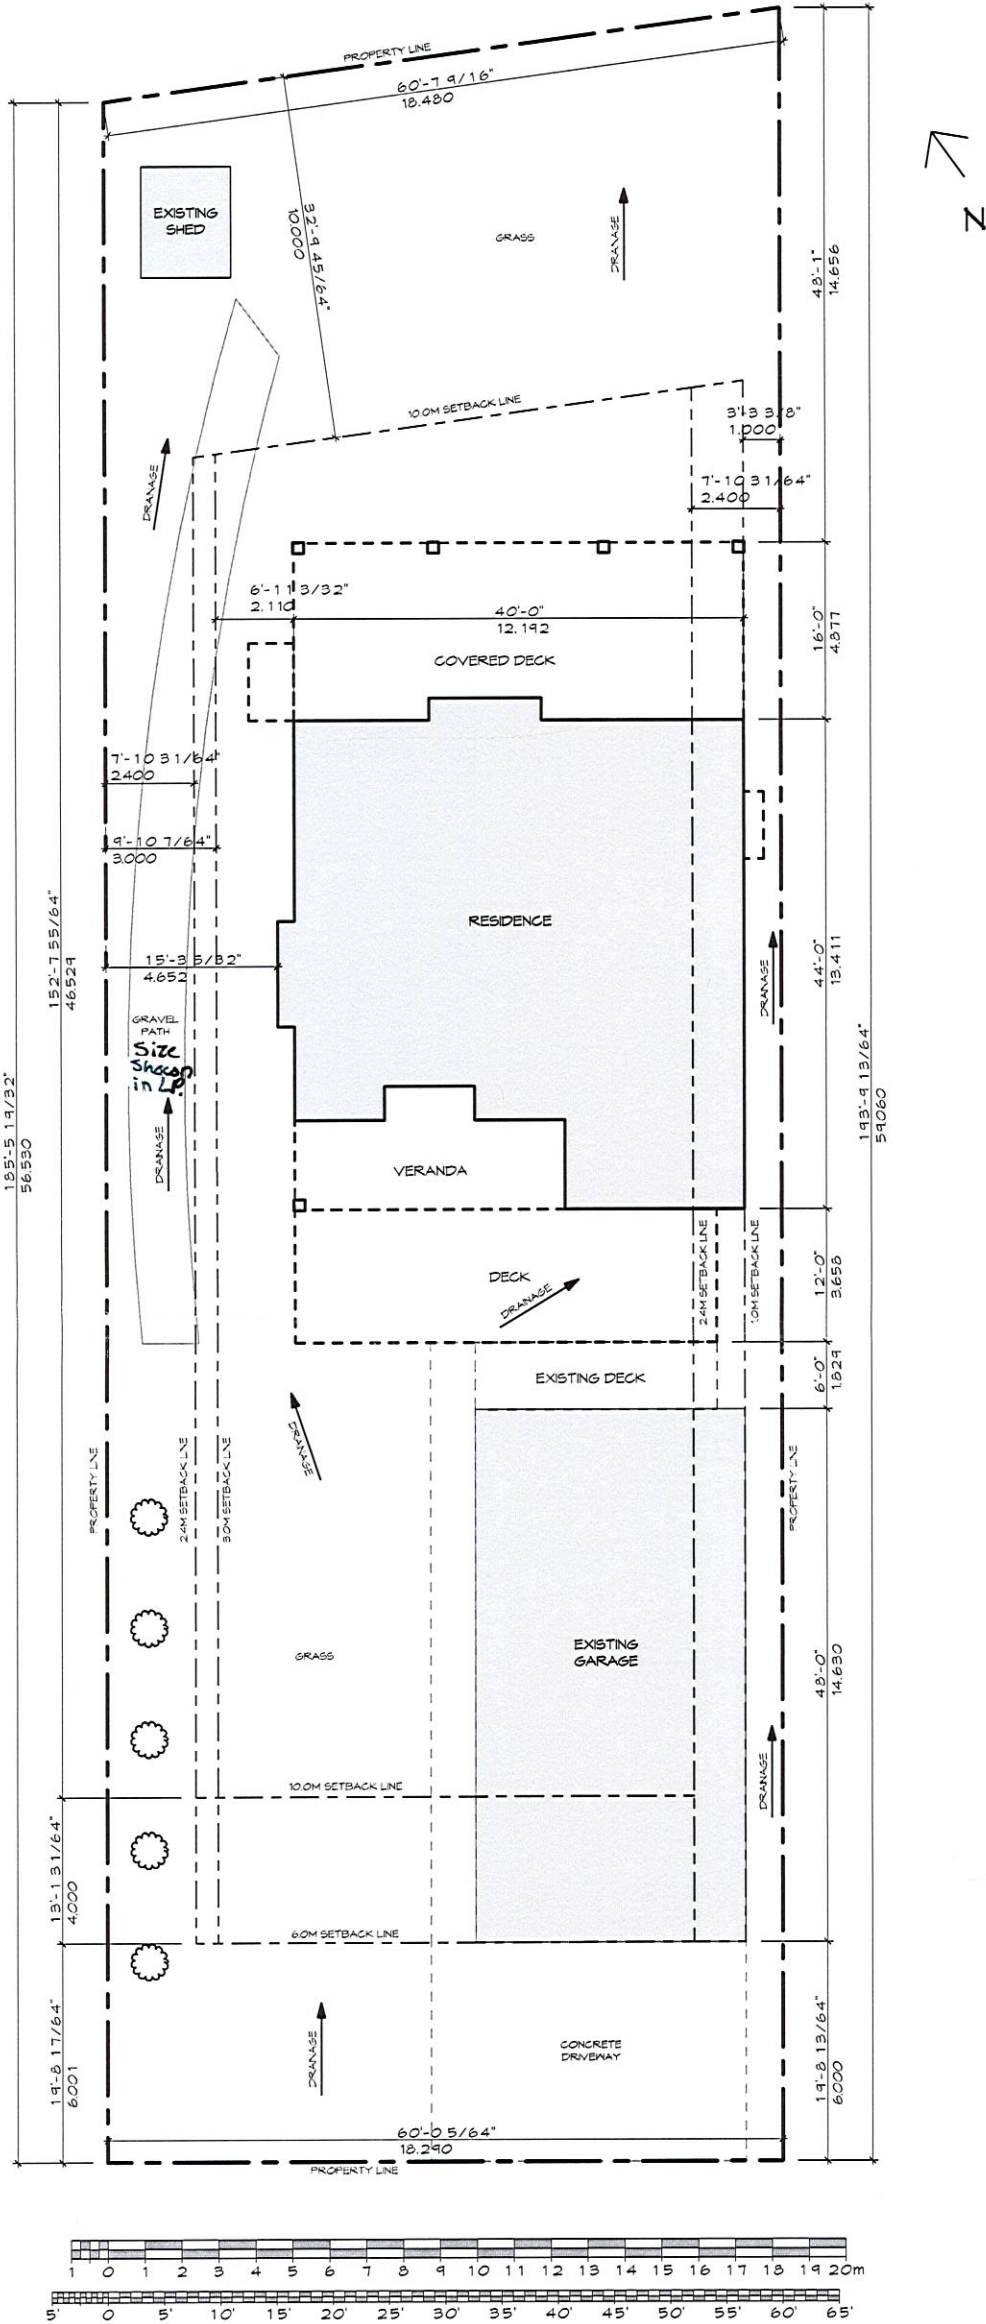 PROPERTY LINE
60'-7 9/16"
18.480
EXISTING
SHED
32'-9 45/64"
10.000
GRASS
DRAINAGE
N
48'-1"
14.656
10.0M SETBACK LINE
3'-3 3/8"
1.000
7'-10 31/64"
2.400
DRAINAGE
6'-11 3/32"
2.110
40'-0"
12.192
COVERED DECK
16'-0"
4.877
7'-10 31/64"
2400
9'-10 7/64"
3.000
RESIDENCE
15'-3 5/32"
4.652
152'-7 55/64"
46.529
DRAINAGE
44'-0"
13.411
GRAVEL
PATH
Size
Shown
in LP.
DRAINAGE
185'-5 19/32"
56.530
193'-9 13/64"
59.060
VERANDA
DECK
DRAINAGE
2.4M SETBACK LINE
1.0M SETBACK LINE
12'-0"
3.658
EXISTING DECK
6'-0"
1.829
DRAINAGE
PROPERTY LINE
2.4M SETBACK LINE
3.0M SETBACK LINE
PROPERTY LINE
GRASS
EXISTING
GARAGE
48'-0"
14.630
10.0M SETBACK LINE
DRAINAGE
13'-1 31/64"
4.000
6.0M SETBACK LINE
19'-8 17/64"
6.001
DRAINAGE
CONCRETE
DRIVEWAY
19'-8 13/64"
6.000
60'-0 5/64"
18.290
PROPERTY LINE
1 0 1 2 3 4 5 6 7 8 9 10 11 12 13 14 15 16 17 18 19 20m
5' 0 5' 10' 15' 20' 25' 30' 35' 40' 45' 50' 55' 60' 65'